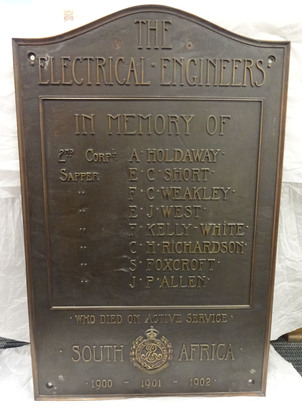 THE
ELECTRICAL·ENGINEERS
IN MEMORY OF
2ND CORPL A·HOLDAWAY·
SAPPER E·C·SHORT·
" F·C·WEAKLEY·
" E·J·WEST·
" F·KELLY-WHITE
" C·H·RICHARDSON
" S·FOXCROFT·
" J·P·ALLEN·
·WHO DIED ON ACTIVE SERVICE·
·SOUTH AFRICA·
·1900 - 1901 - 1902·